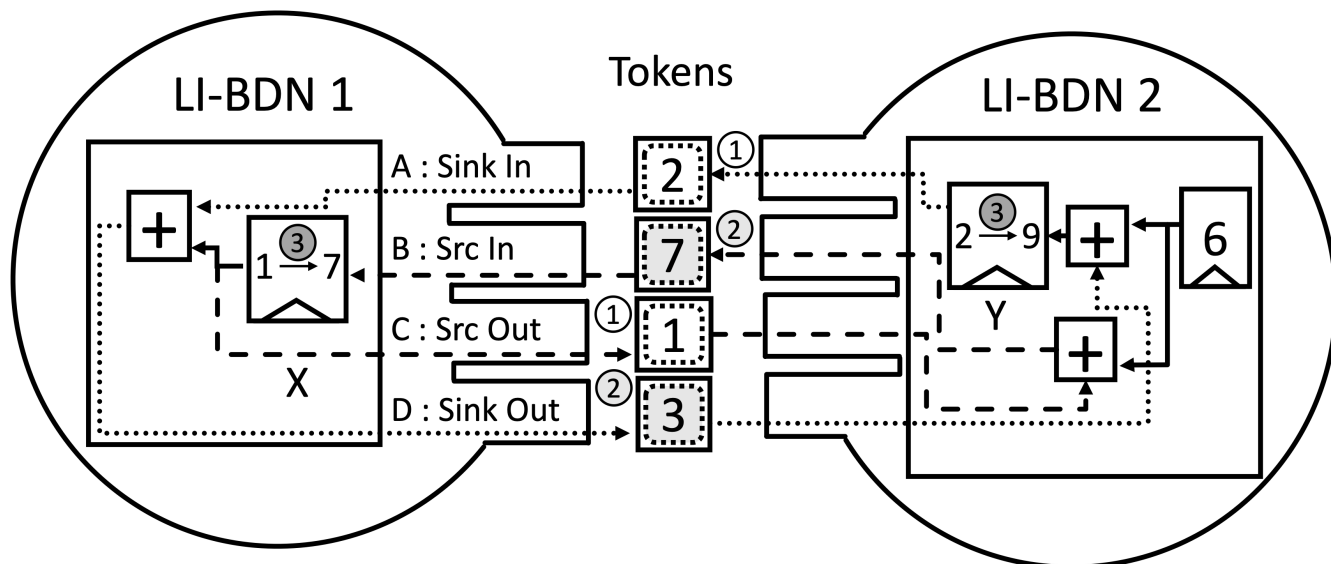 Tokens
LI-BDN 1
LI-BDN 2
A : Sink In
2
①
+
③
1 → 7
B : Src In
7
②
③
2 → 9
+
6
C : Src Out
①
1
Y
+
X
②
D : Sink Out
3